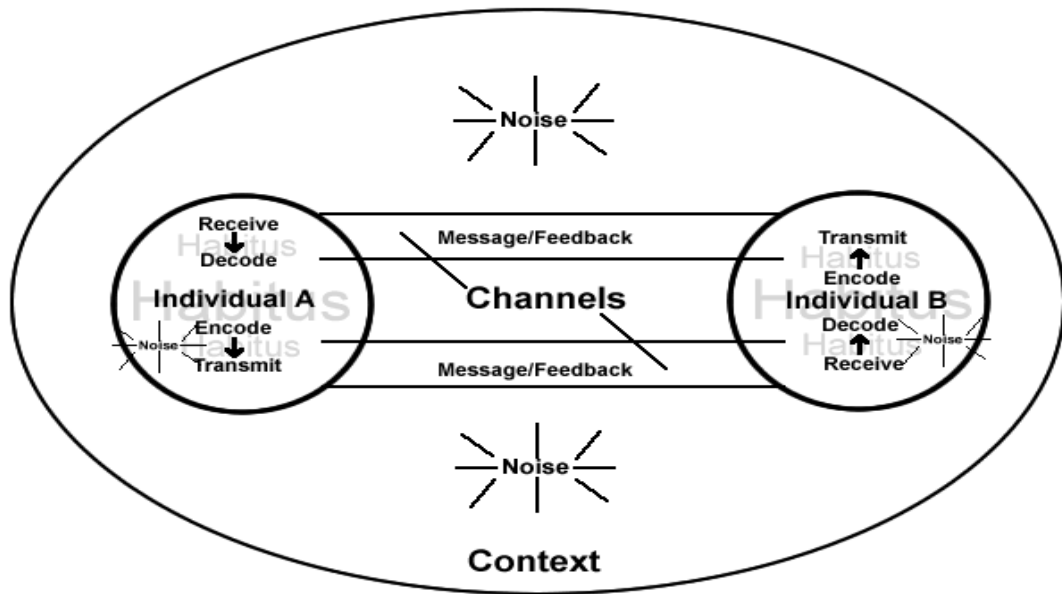 Noise
Receive
Habitus
Decode
Habitus
Individual A
Encode
Noise
Habitus
Transmit
Message/Feedback
Channels
Message/Feedback
Transmit
Habitus
Encode
Habitus
Individual B
Decode
Noise
Habitus
Receive
Noise
Context